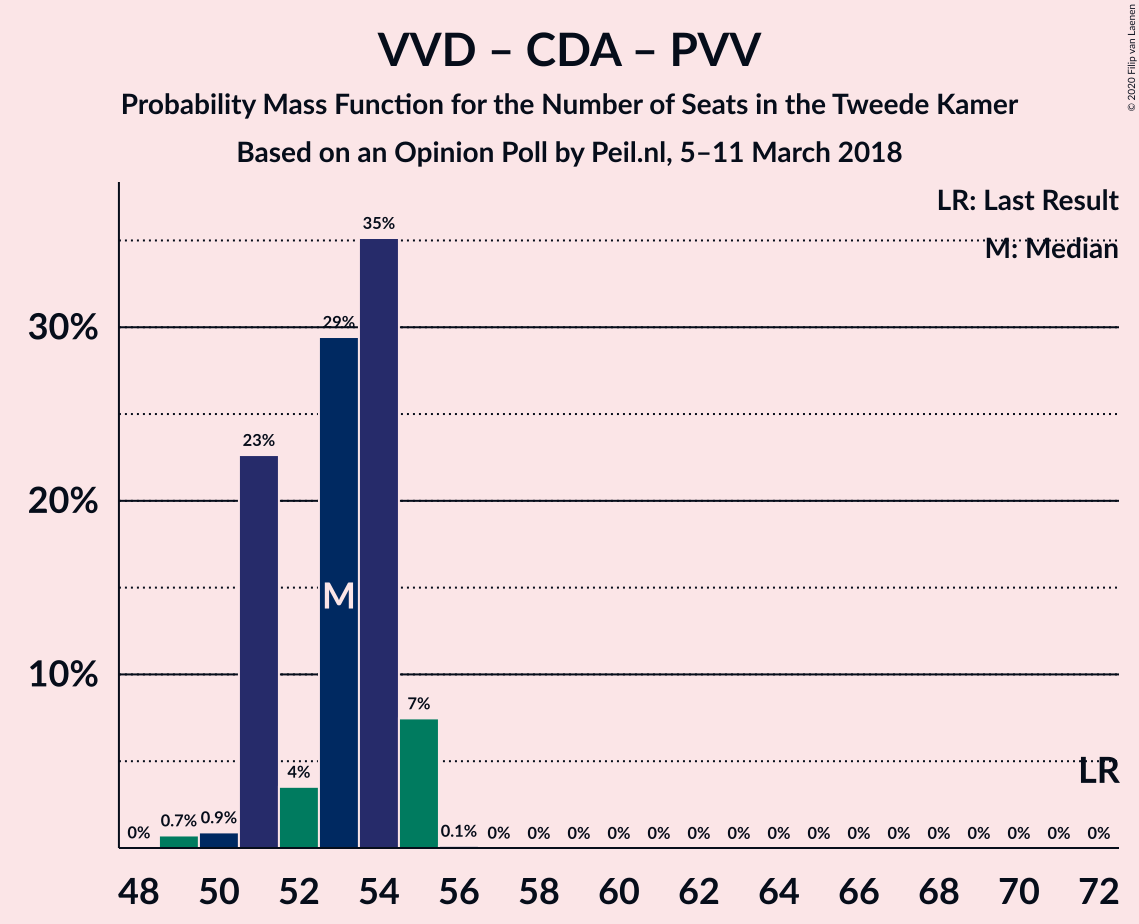 VVD – CDA – PVV
Probability Mass Function for the Number of Seats in the Tweede Kamer
Based on an Opinion Poll by Peil.nl, 5–11 March 2018
© 2020 Filip van Laenen
LR: Last Result
M: Median
30%
20%
10%
0% 0.7% 0.9% 23% 4% 29% 35% 7% 0.1% 0% 0% 0% 0% 0% 0% 0% 0% 0% 0% 0% 0% 0% 0% 0% 0%
M
LR
48 50 52 54 56 58 60 62 64 66 68 70 72